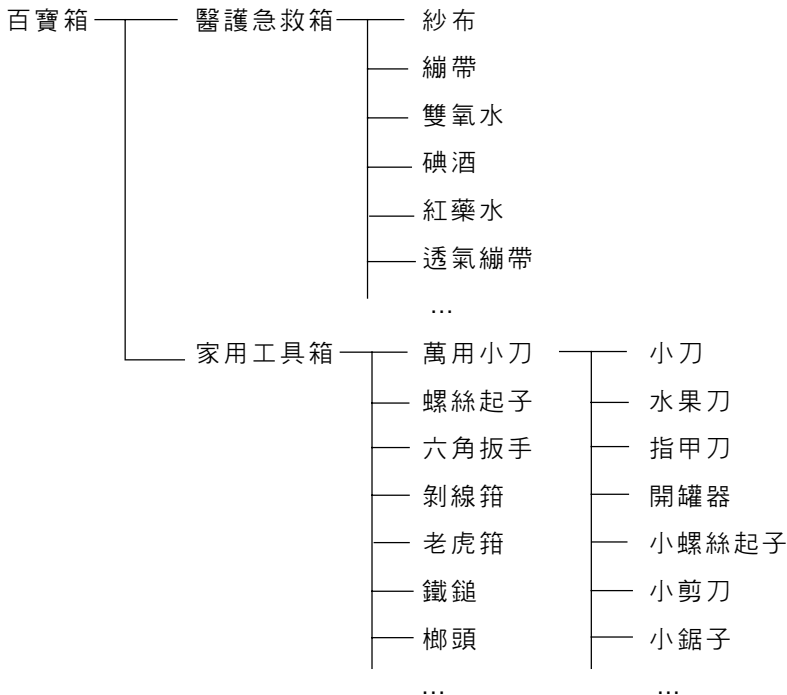 百寶箱 醫護急救箱 紗布
繃帶
雙氧水
碘酒
紅藥水
透氣繃帶
…
家用工具箱 萬用小刀 小刀
螺絲起子 水果刀
六角扳手 指甲刀
剝線箝 開罐器
老虎箝 小螺絲起子
鐵鎚 小剪刀
榔頭 小鋸子
… …